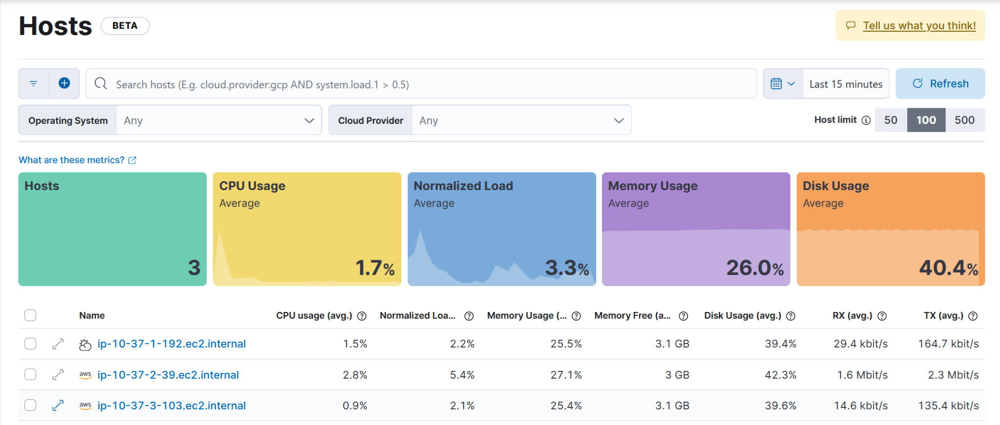 Hosts BETA
Tell us what you think!
Search hosts (E.g. cloud.provider:gcp AND system.load.1 > 0.5)
Last 15 minutes
Refresh
Operating System Any
Cloud Provider Any
Host limit 50 100 500
What are these metrics?
Hosts
3
CPU Usage
Average
1.7%
Normalized Load
Average
3.3%
Memory Usage
Average
26.0%
Disk Usage
Average
40.4%
Name CPU usage (avg.) Normalized Loa... Memory Usage (... Memory Free (a... Disk Usage (avg.) RX (avg.) TX (avg.)
ip-10-37-1-192.ec2.internal 1.5% 2.2% 25.5% 3.1 GB 39.4% 29.4 kbit/s 164.7 kbit/s
aws ip-10-37-2-39.ec2.internal 2.8% 5.4% 27.1% 3 GB 42.3% 1.6 Mbit/s 2.3 Mbit/s
aws ip-10-37-3-103.ec2.internal 0.9% 2.1% 25.4% 3.1 GB 39.6% 14.6 kbit/s 135.4 kbit/s